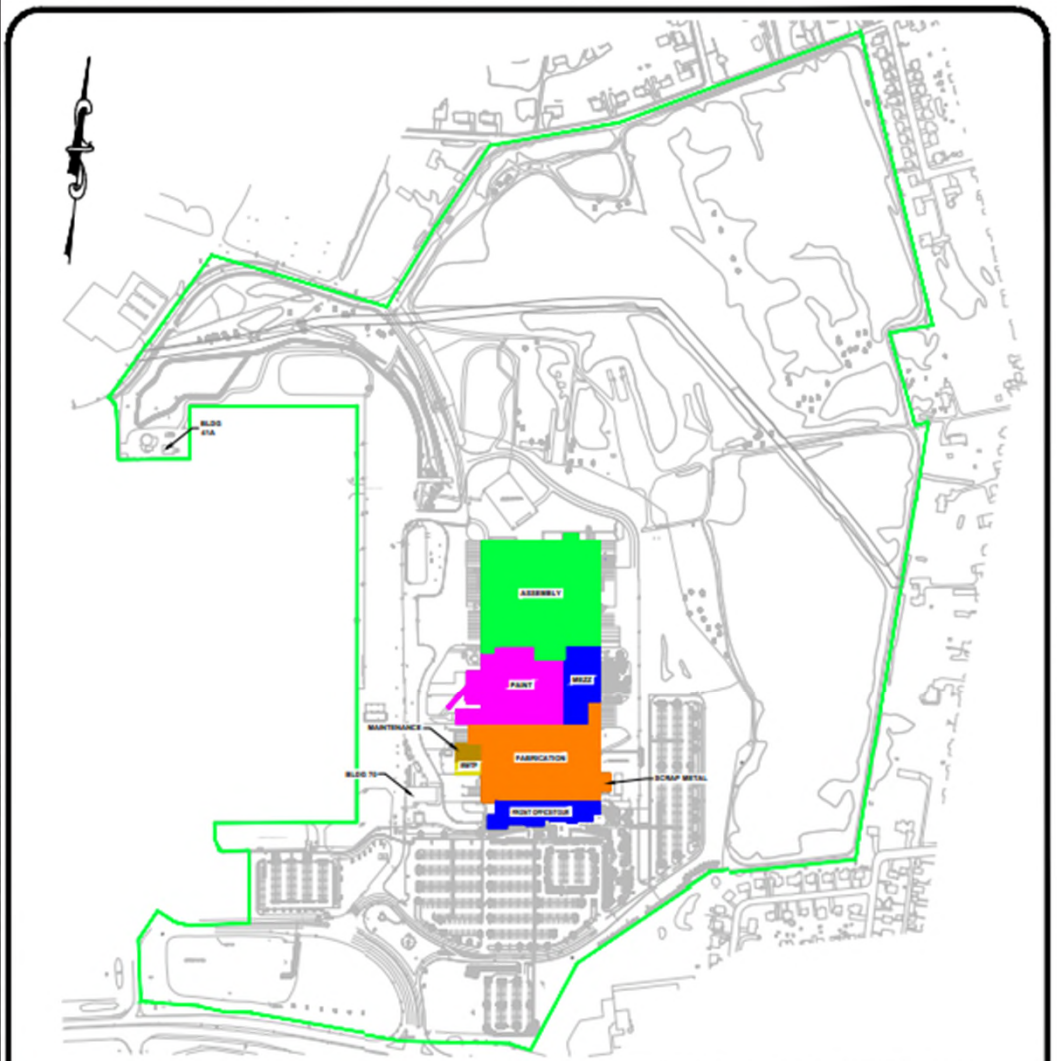 BLDG
41A
ASSEMBLY
PAINT
MEZZ
MAINTENANCE
FABRICATION
BLDG 70
SCRAP METAL